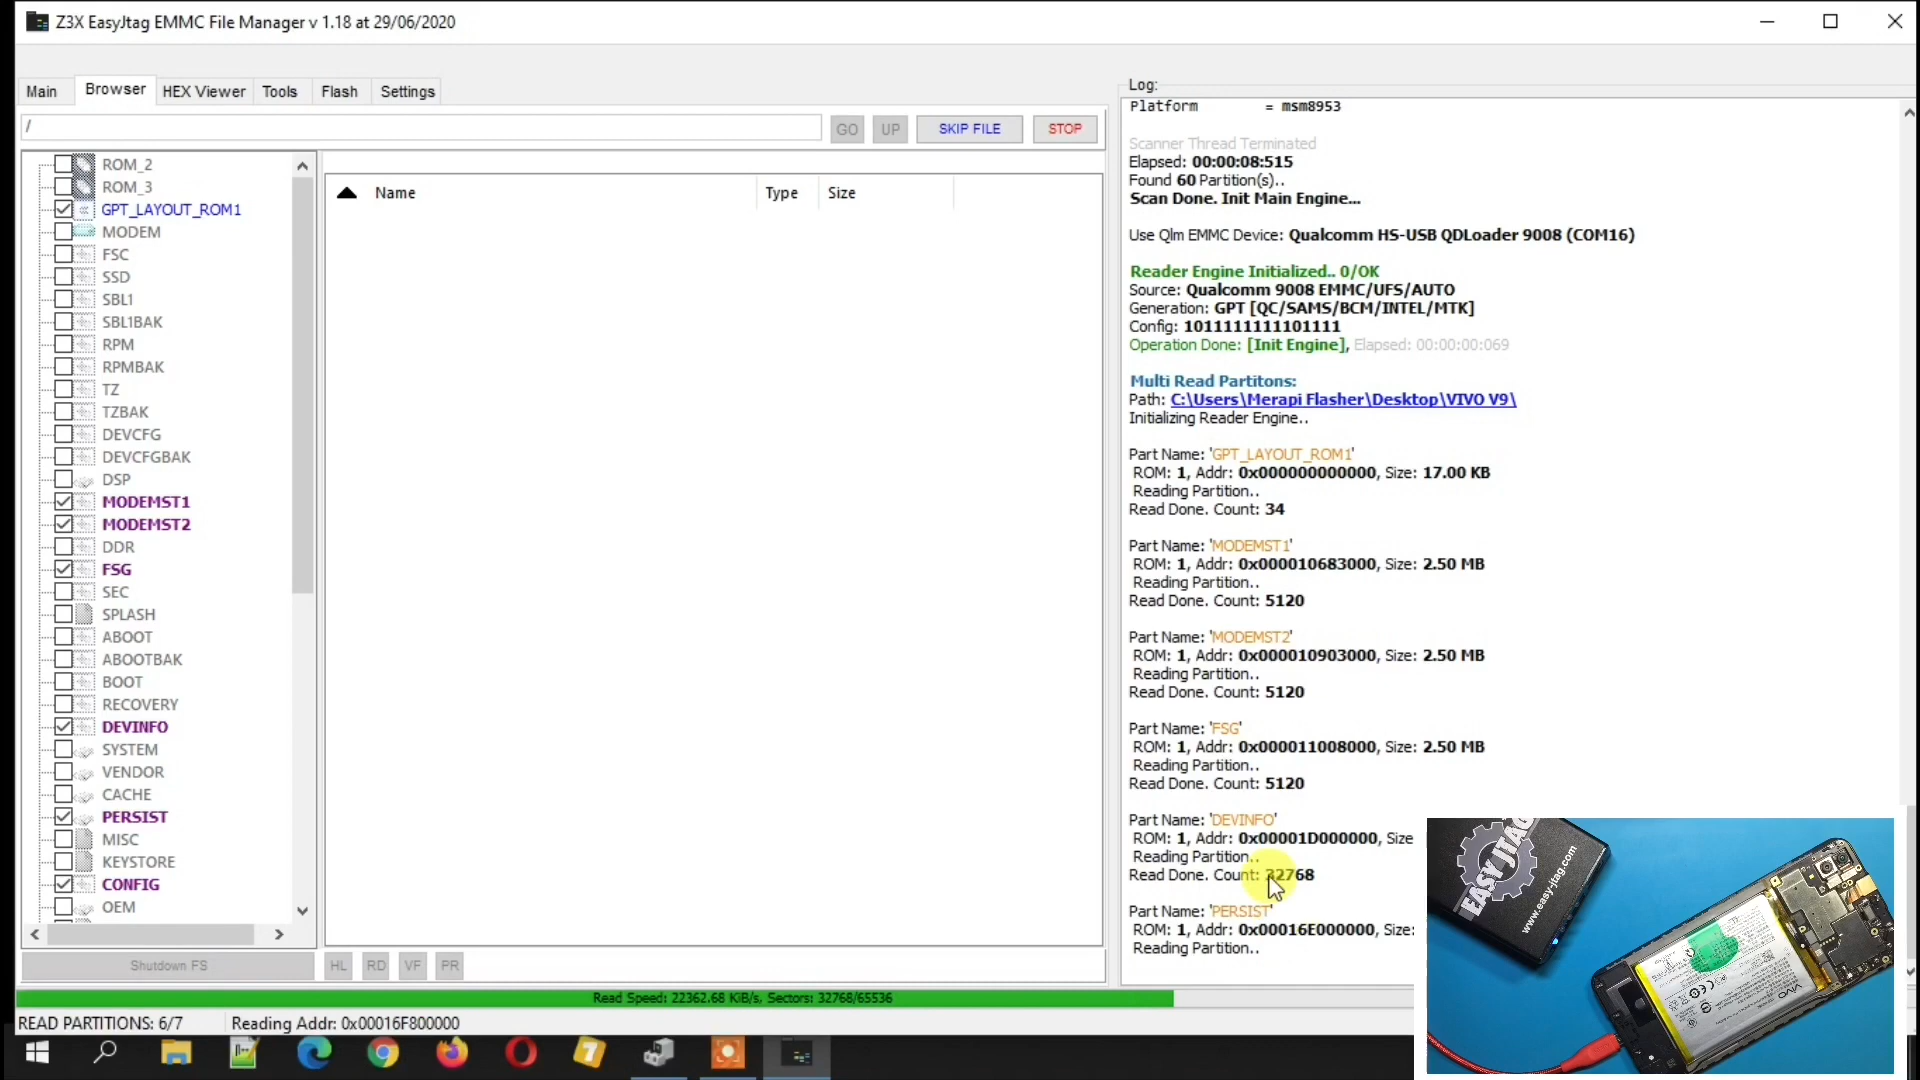 Z3X EasyJtag EMMC File Manager v 1.18 at 29/06/2020
Main
Browser
HEX Viewer
Tools
Flash
Settings
/
GO
UP
SKIP FILE
STOP
ROM_2
ROM_3
GPT_LAYOUT_ROM1
MODEM
FSC
SSD
SBL1
SBL1BAK
RPM
RPMBAK
TZ
TZBAK
DEVCFG
DEVCFGBAK
DSP
MODEMST1
MODEMST2
DDR
FSG
SEC
SPLASH
ABOOT
ABOOTBAK
BOOT
RECOVERY
DEVINFO
SYSTEM
VENDOR
CACHE
PERSIST
MISC
KEYSTORE
CONFIG
OEM
Name
Type
Size
Shutdown FS
HL
RD
VF
PR
Log:
Platform = msm8953
Scanner Thread Terminated
Elapsed: 00:00:08:515
Found 60 Partition(s)..
Scan Done. Init Main Engine...
Use Qlm EMMC Device: Qualcomm HS-USB QDLoader 9008 (COM16)
Reader Engine Initialized.. 0/OK
Source: Qualcomm 9008 EMMC/UFS/AUTO
Generation: GPT [QC/SAMS/BCM/INTEL/MTK]
Config: 1011111111101111
Operation Done: [Init Engine], Elapsed: 00:00:00:069
Multi Read Partitons:
Path: C:\Users\Merapi Flasher\Desktop\VIVO V9\
Initializing Reader Engine..
Part Name: 'GPT_LAYOUT_ROM1'
ROM: 1, Addr: 0x000000000000, Size: 17.00 KB
Reading Partition..
Read Done. Count: 34
Part Name: 'MODEMST1'
ROM: 1, Addr: 0x000010683000, Size: 2.50 MB
Reading Partition..
Read Done. Count: 5120
Part Name: 'MODEMST2'
ROM: 1, Addr: 0x000010903000, Size: 2.50 MB
Reading Partition..
Read Done. Count: 5120
Part Name: 'FSG'
ROM: 1, Addr: 0x000011008000, Size: 2.50 MB
Reading Partition..
Read Done. Count: 5120
Part Name: 'DEVINFO'
ROM: 1, Addr: 0x00001D000000, Size
Reading Partition..
Read Done. Count: 32768
Part Name: 'PERSIST'
ROM: 1, Addr: 0x00016E000000, Size:
Reading Partition..
EASY JTAG
www.easy-jtag.com
VIVO
Read Speed: 22362.68 KiB/s, Sectors: 32768/65536
READ PARTITIONS: 6/7
Reading Addr: 0x00016F800000